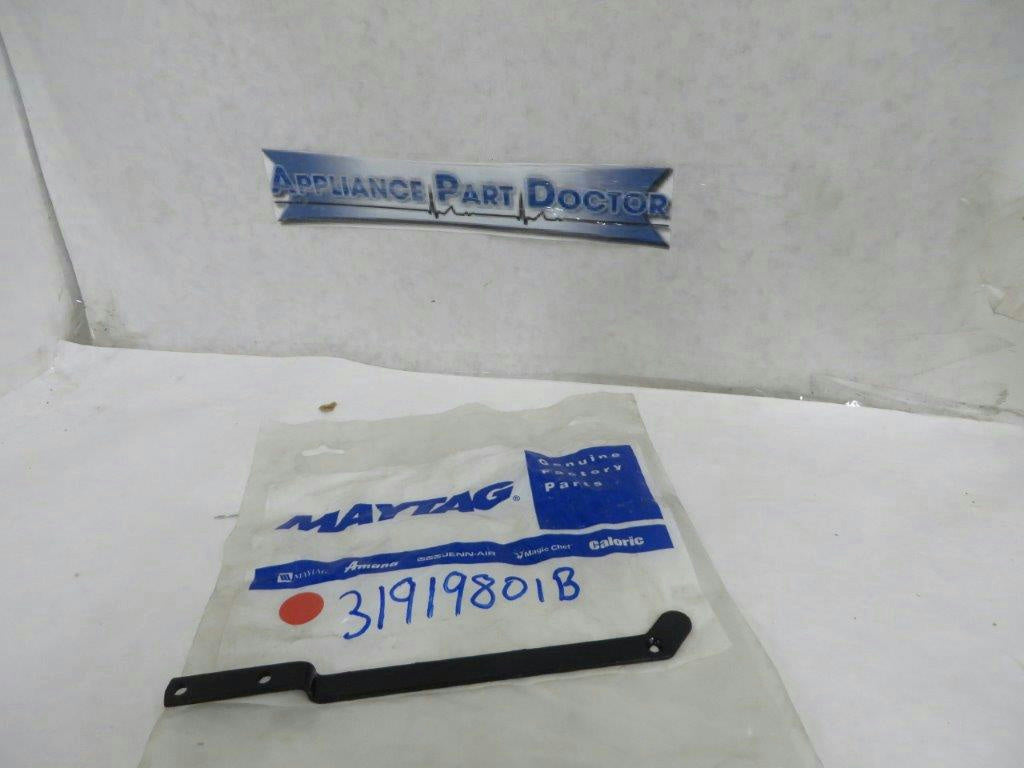 APPLIANCE PART DOCTOR
MAYTAG®
Genuine
Factory
Parts
MAYTAG Amana JENN-AIR Magic Chef Caloric
31919801B